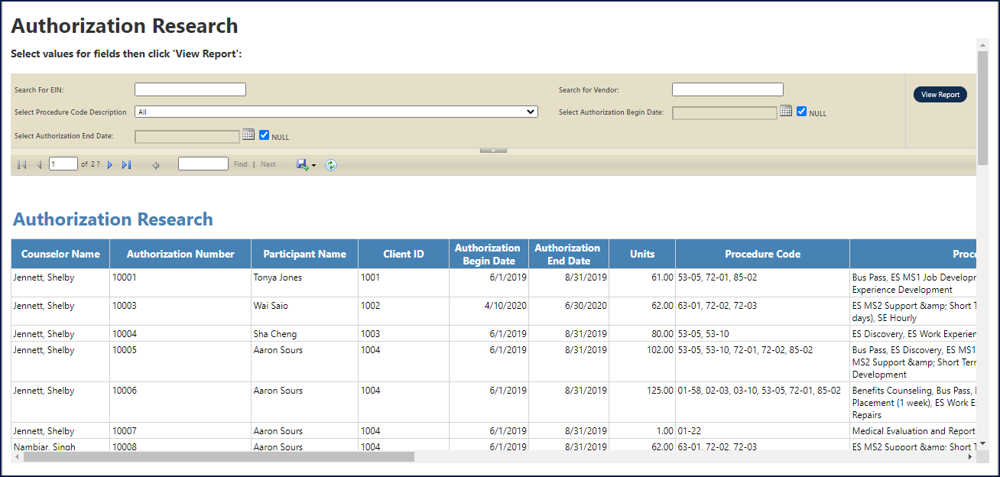 Authorization Research
Select values for fields then click 'View Report':
Search For EIN:
Search for Vendor:
View Report
Select Procedure Code Description All
Select Authorization Begin Date: NULL
Select Authorization End Date: NULL
1 of 2 ? Find | Next
Authorization Research
Counselor Name Authorization Number Participant Name Client ID Authorization Begin Date Authorization End Date Units Procedure Code
Jennett, Shelby 10001 Tonya Jones 1001 6/1/2019 8/31/2019 61.00 53-05, 72-01, 85-02 Bus Pass, ES MS1 Job
Experience Development
Jennett, Shelby 10003 Wai Saio 1002 4/10/2020 6/30/2020 62.00 63-01, 72-02, 72-03 ES MS2 Support &amp; Short
days), SE Hourly
Jennett, Shelby 10004 Sha Cheng 1003 6/1/2019 8/31/2019 80.00 53-05, 53-10 ES Discovery, ES Work
Jennett, Shelby 10005 Aaron Sours 1004 6/1/2019 8/31/2019 102.00 53-05, 53-10, 72-01, 72-02, 85-02 Bus Pass, ES Discovery, ES MS1
MS2 Support &amp; Short
Development
Jennett, Shelby 10006 Aaron Sours 1004 6/1/2019 8/31/2019 125.00 01-58, 02-03, 03-10, 53-05, 72-01, 85-02 Benefits Counseling, Bus Pass,
Placement (1 week), ES Work
Repairs
Jennett, Shelby 10007 Aaron Sours 1004 6/1/2019 8/31/2019 1.00 01-22 Medical Evaluation and Report
Nambiar, Singh 10008 Aaron Sours 1004 6/1/2019 8/31/2019 62.00 63-01, 72-02, 72-03 ES MS2 Support &amp; Short